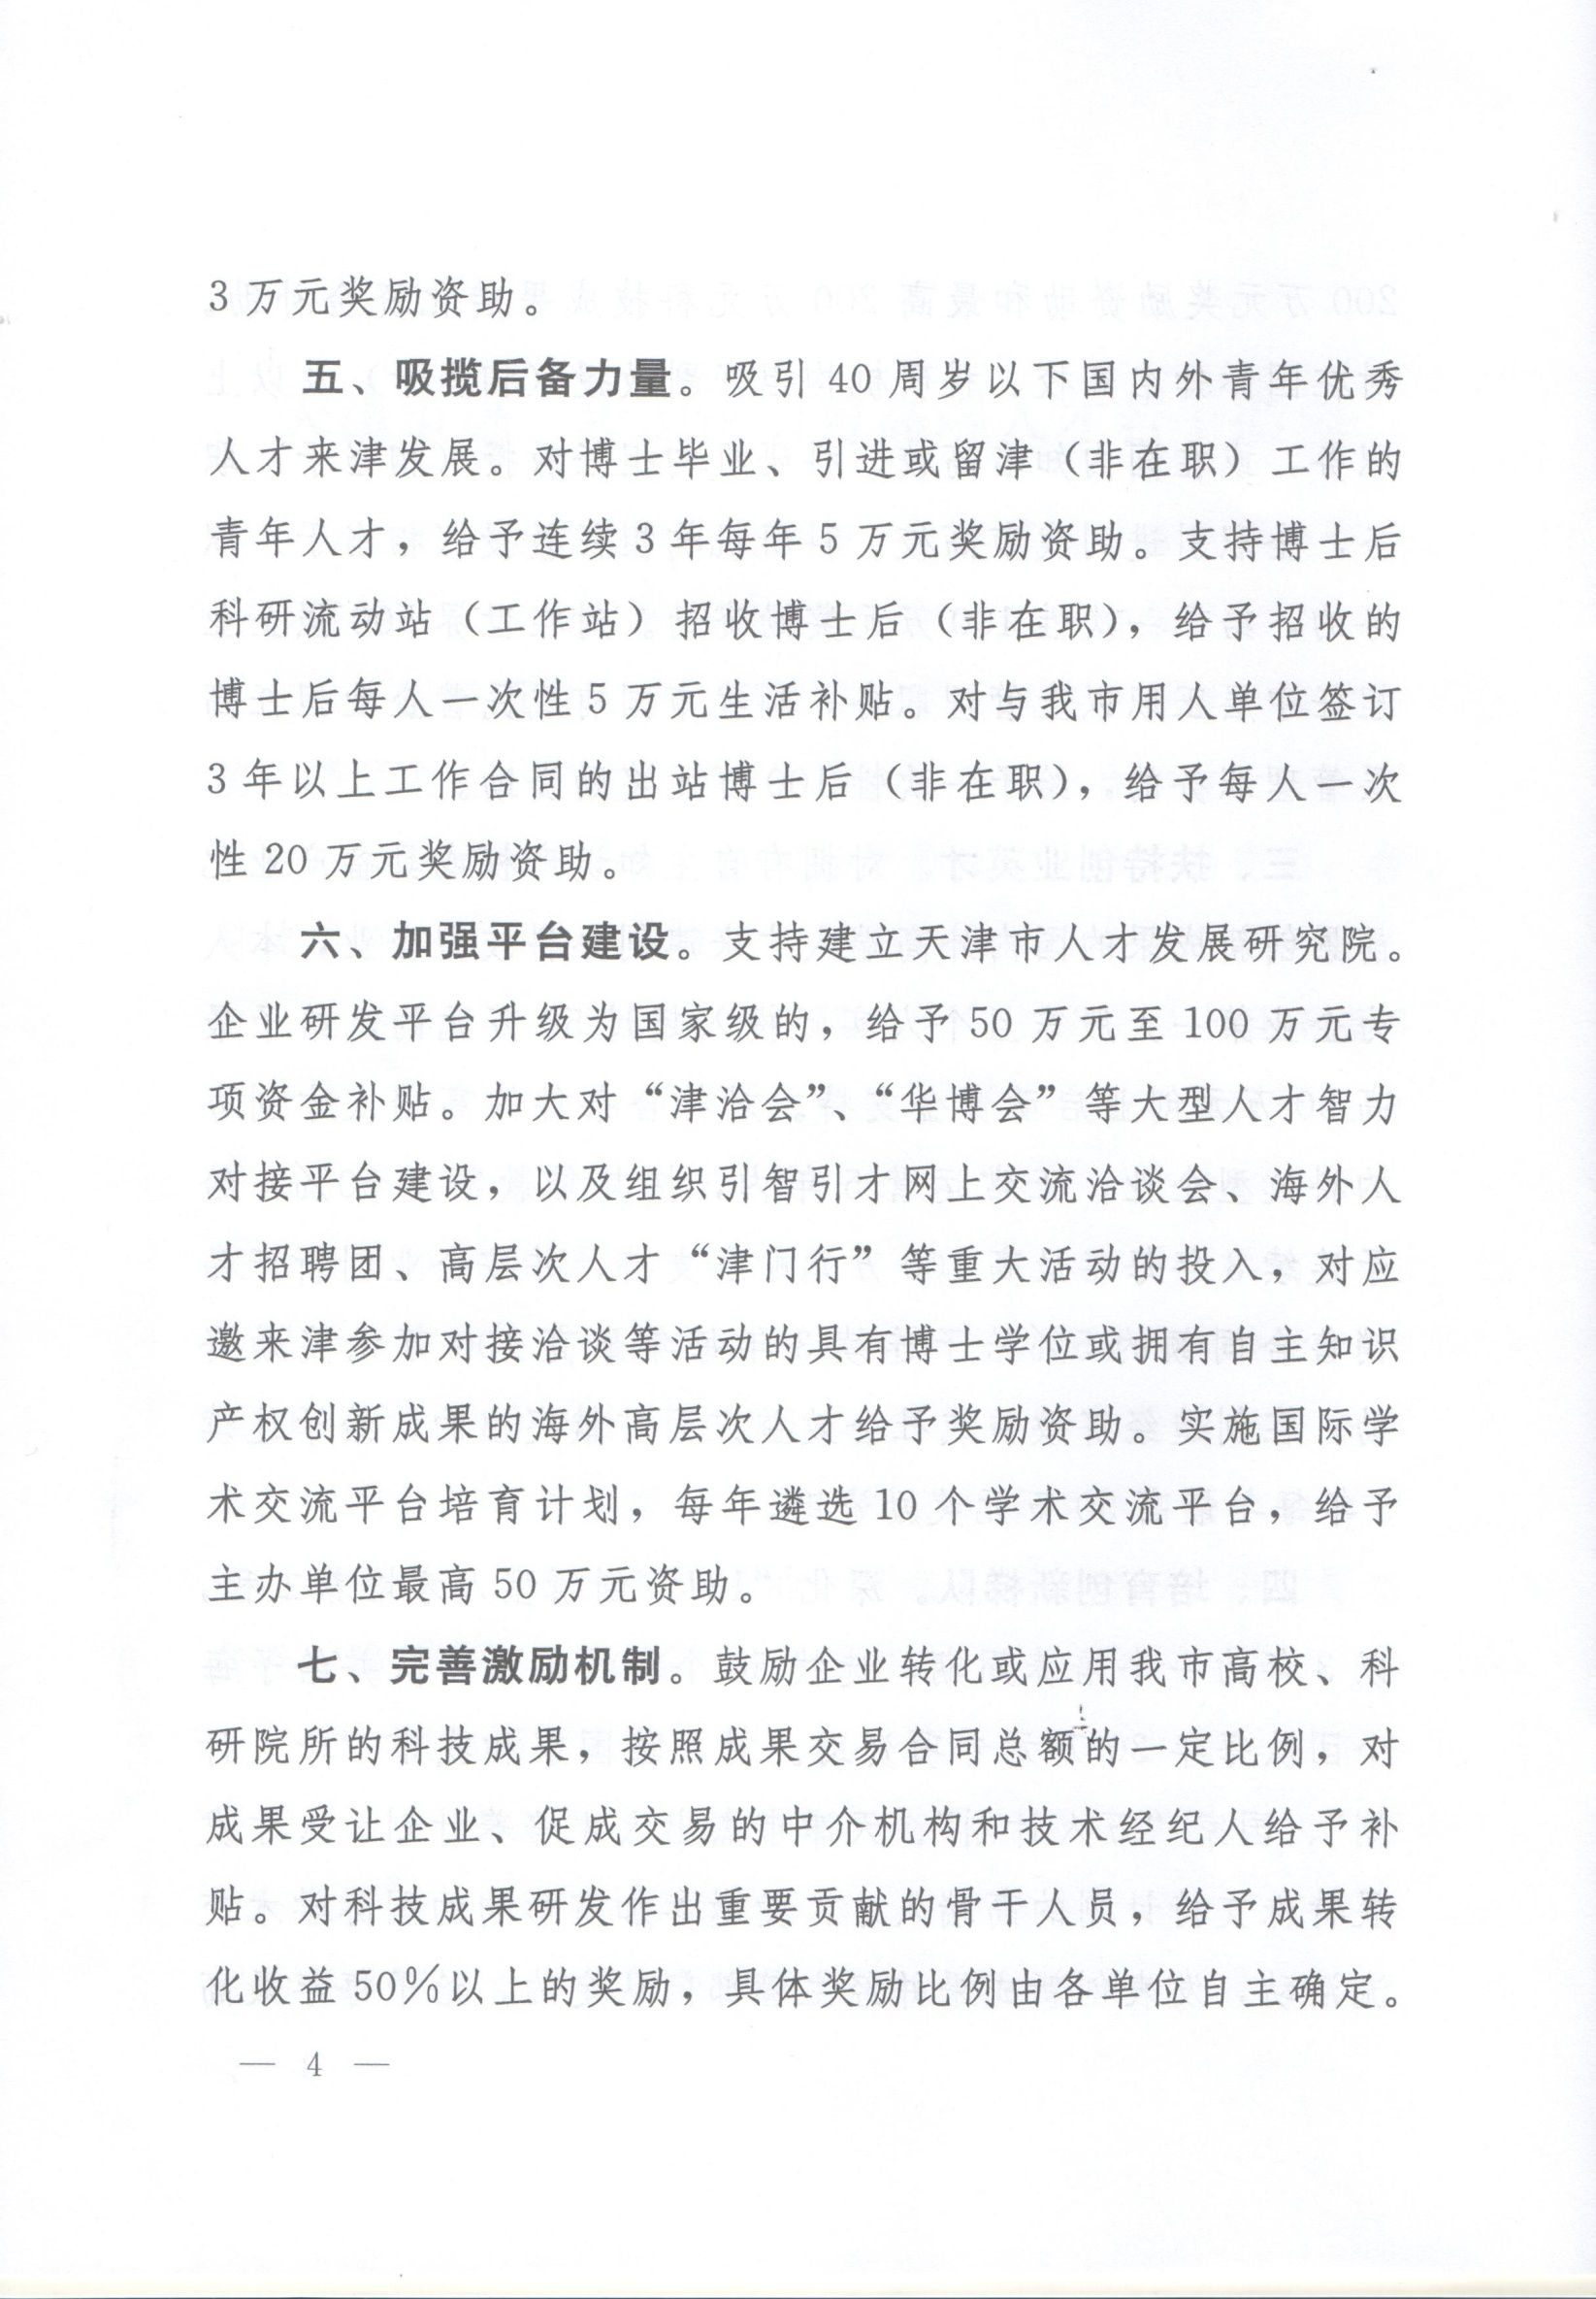 3万元奖励资助。
五、吸揽后备力量。吸引40周岁以下国内外青年优秀
人才来津发展。对博士毕业、引进或留津（非在职）工作的
青年人才，给予连续3年每年5万元奖励资助。支持博士后
科研流动站（工作站）招收博士后（非在职），给予招收的
博士后每人一次性5万元生活补贴。对与我市用人单位签订
3年以上工作合同的出站博士后（非在职），给予每人一次
性20万元奖励资助。
六、加强平台建设。支持建立天津市人才发展研究院。
企业研发平台升级为国家级的，给予50万元至100万元专
项资金补贴。加大对“津洽会”、“华博会”等大型人才智力
对接平台建设，以及组织引智引才网上交流洽谈会、海外人
才招聘团、高层次人才“津门行”等重大活动的投入，对应
邀来津参加对接洽谈等活动的具有博士学位或拥有自主知识
产权创新成果的海外高层次人才给予奖励资助。实施国际学
术交流平台培育计划，每年遴选10个学术交流平台，给予
主办单位最高50万元资助。
七、完善激励机制。鼓励企业转化或应用我市高校、科
研院所的科技成果，按照成果交易合同总额的一定比例，对
成果受让企业、促成交易的中介机构和技术经纪人给予补
贴。对科技成果研发作出重要贡献的骨干人员，给予成果转
化收益50%以上的奖励，具体奖励比例由各单位自主确定。
— 4 —